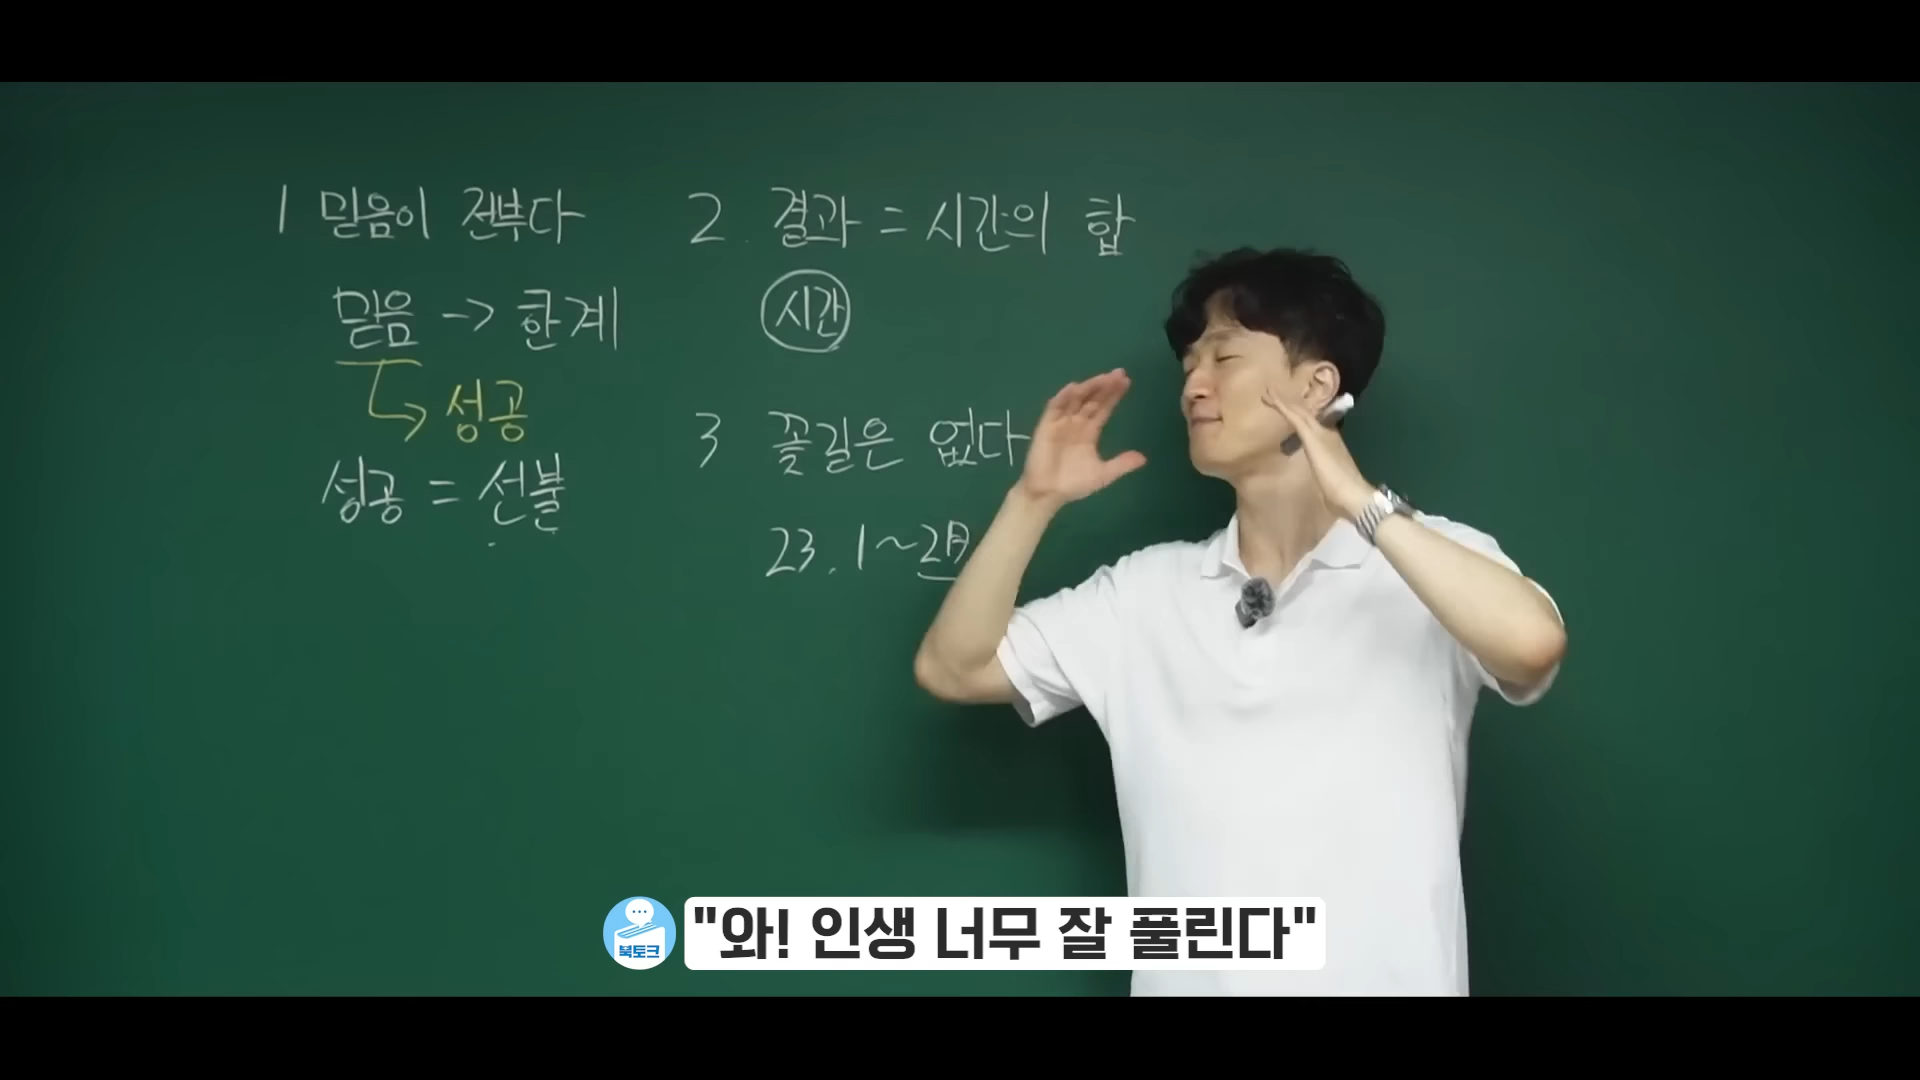 1 믿음이 전부다
믿음 -> 한계
성공
성공 = 선불
2. 결과 = 시간의 합
시간
3 꽃길은 없다
23. 1~2月
북토크
"와! 인생 너무 잘 풀린다"